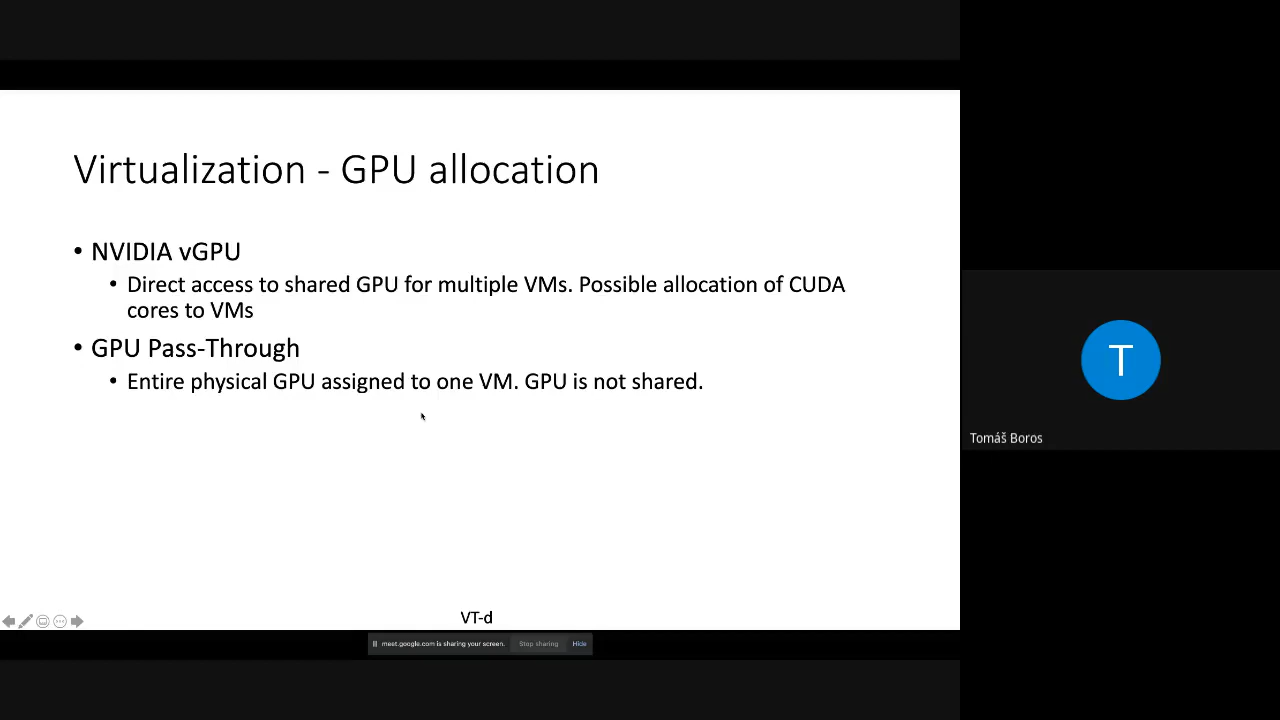 Virtualization - GPU allocation
• NVIDIA vGPU
• Direct access to shared GPU for multiple VMs. Possible allocation of CUDA
cores to VMs
• GPU Pass-Through
• Entire physical GPU assigned to one VM. GPU is not shared.
VT-d
meet.google.com is sharing your screen.
Stop sharing
Hide
T
Tomáš Boros